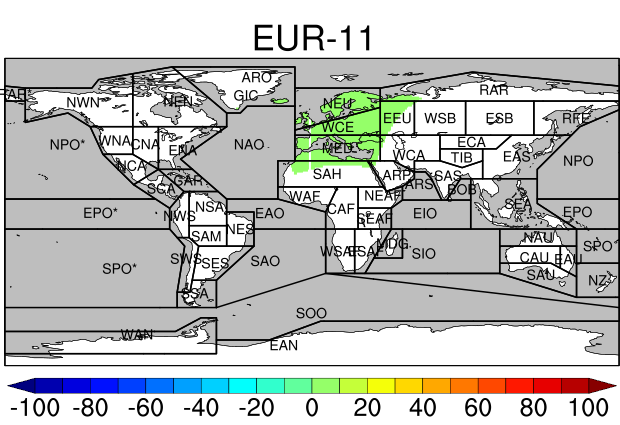 EUR-11
ARO
RAR
GIC
NWN
NEN
NEU
EEU WSB ESB RFE
WCE
NPO* WNA CNA ENA NAO MED
ECA
WCA TIB EAS NPO
NCA
SAH ARP SAS
SCA CAR ARS BOB
WAF NEAF
NSA CAF SEA
EPO* NWS EAO EIO EPO
SEAF
SAM NES
NAU
MDG SPO*
SWS SES SAO WSAF ESAF SIO CAU EAU
SPO* SAU
NZ
SSA
SOO
WAN
EAN
-100 -80 -60 -40 -20 0 20 40 60 80 100